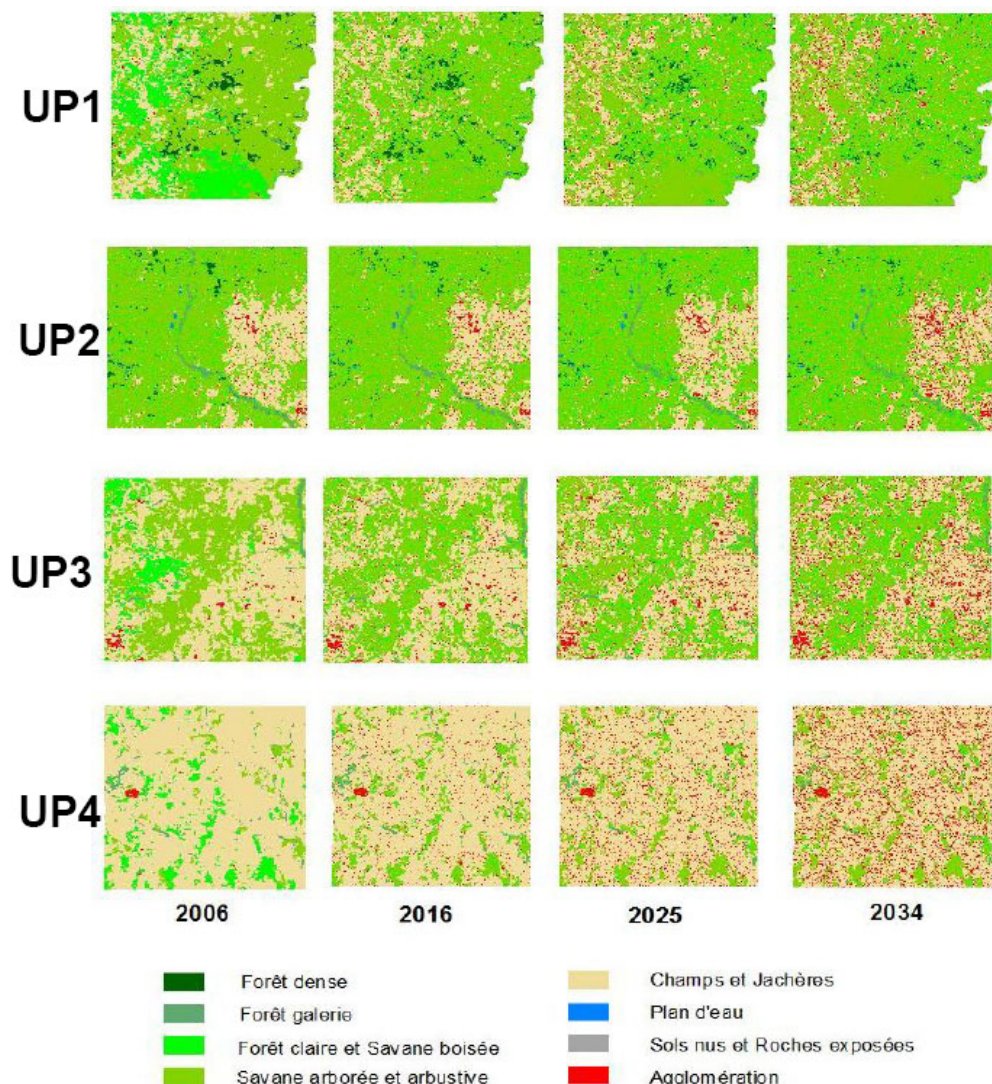 UP1
UP2
UP3
UP4
2006 2016 2025 2034
Forêt dense
Forêt galerie
Forêt claire et Savane boisée
Savane arborée et arbustive
Champs et Jachères
Plan d'eau
Sols nus et Roches exposées
Agglomération